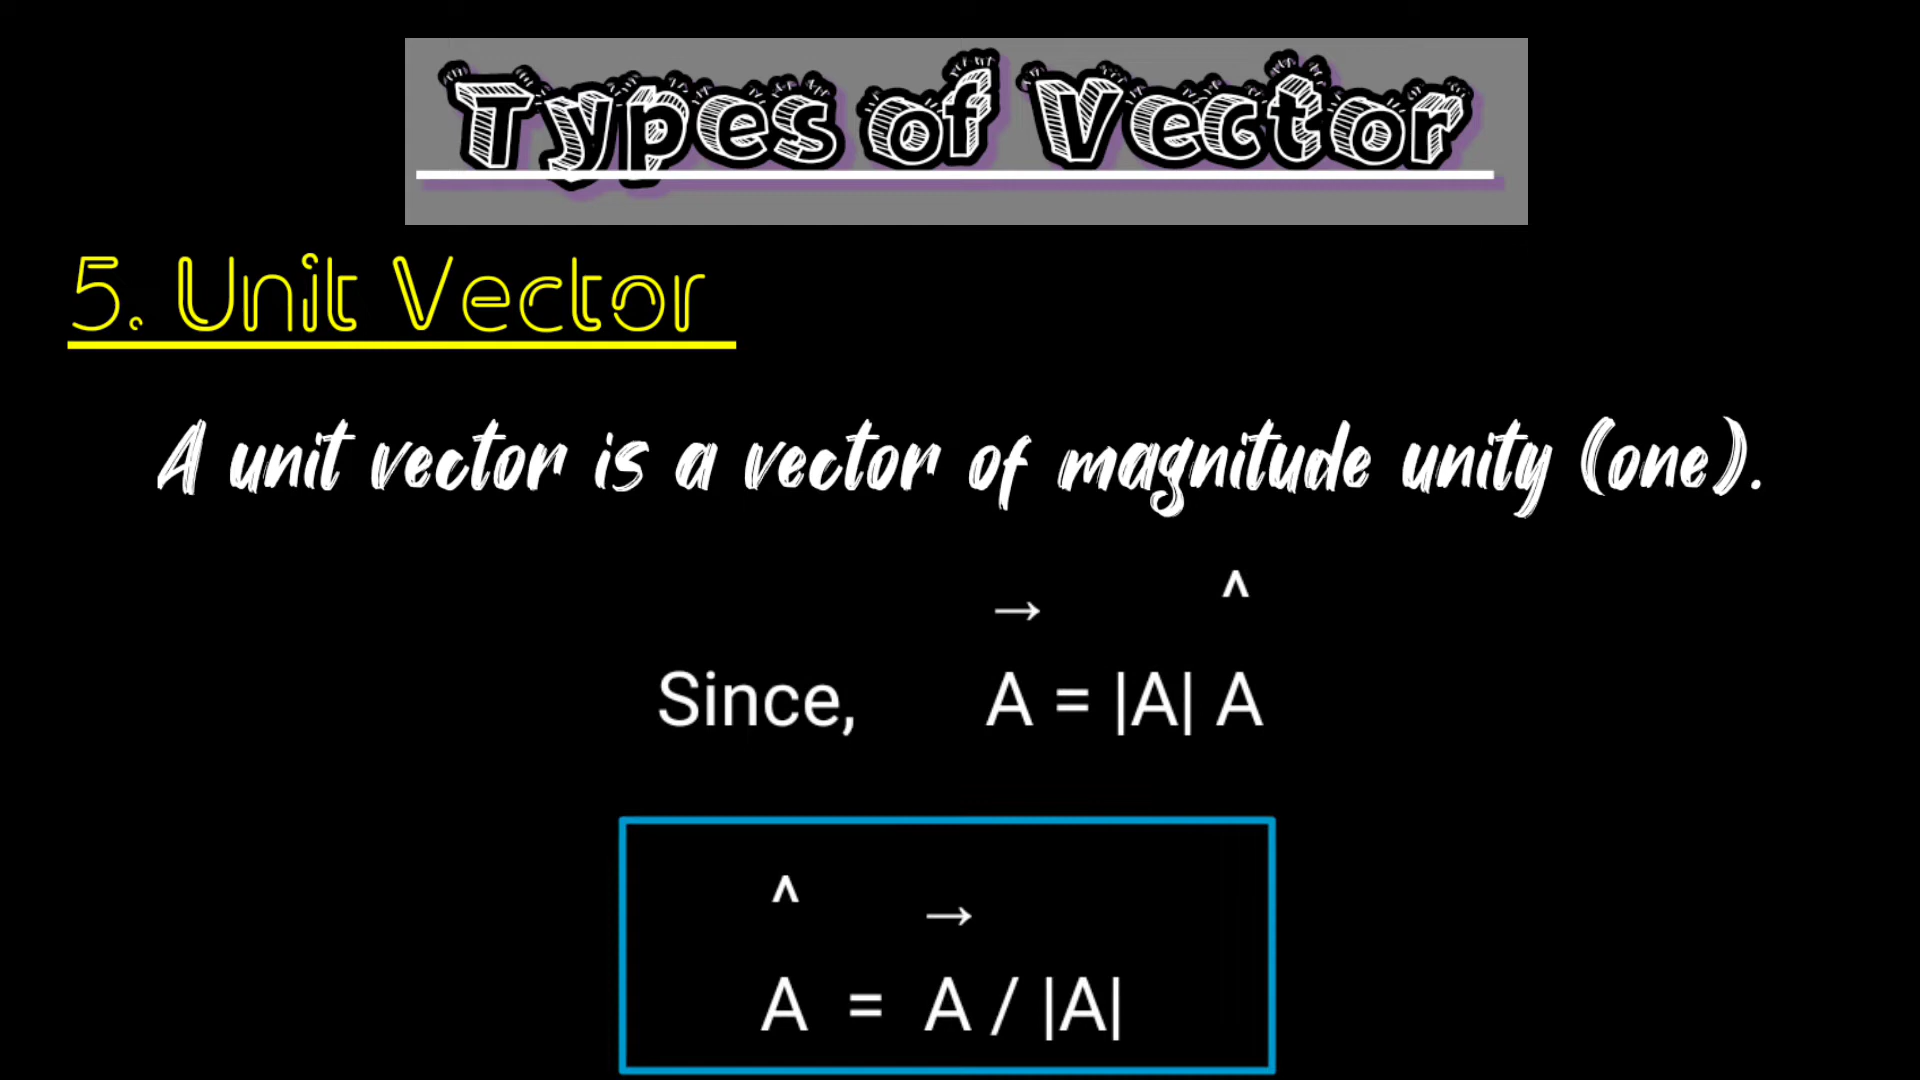 Types of Vector
5. Unit Vector
A unit vector is a vector of magnitude unity (one).
→ ^
Since, A = |A| A
^ →
A = A / |A|